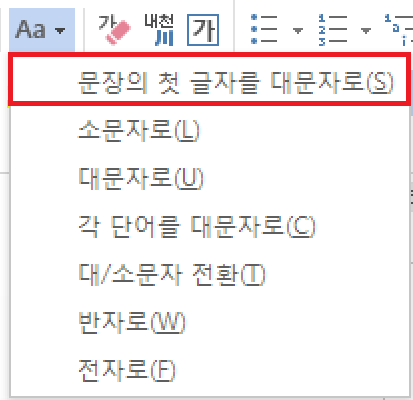 Aa 가 내천 川 가
문장의 첫 글자를 대문자로(S)
소문자로(L)
대문자로(U)
각 단어를 대문자로(C)
대/소문자 전환(T)
반자로(W)
전자로(F)